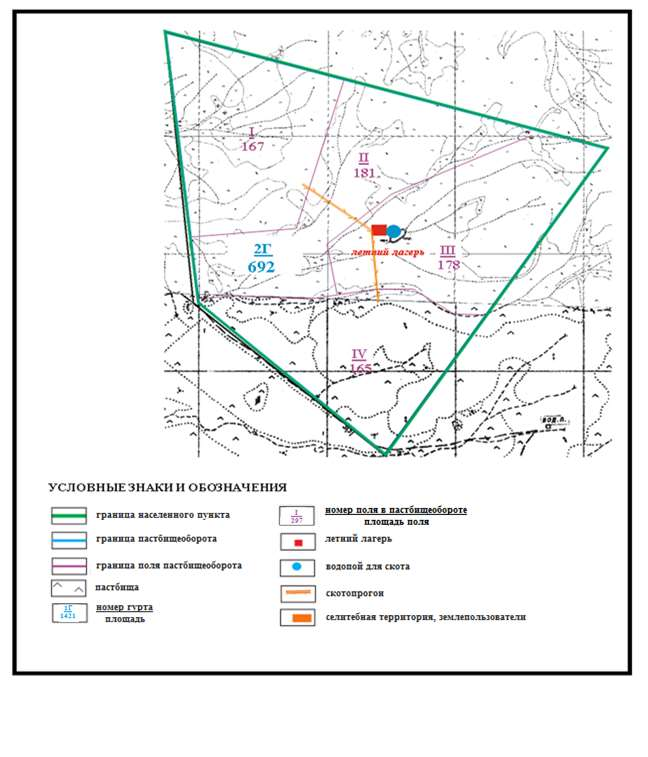 I
167
II
181
летний лагерь
2Г
692
III
178
IV
165
вод.п.
УСЛОВНЫЕ ЗНАКИ И ОБОЗНАЧЕНИЯ
граница населенного пункта
граница пастбищеоборота
граница поля пастбищеоборота
пастбища
1Г
1421
номер гурта
площадь
I
297
номер поля в пастбищеобороте
площадь поля
летний лагерь
водопой для скота
скотопрогон
селитебная территория, землепользователи